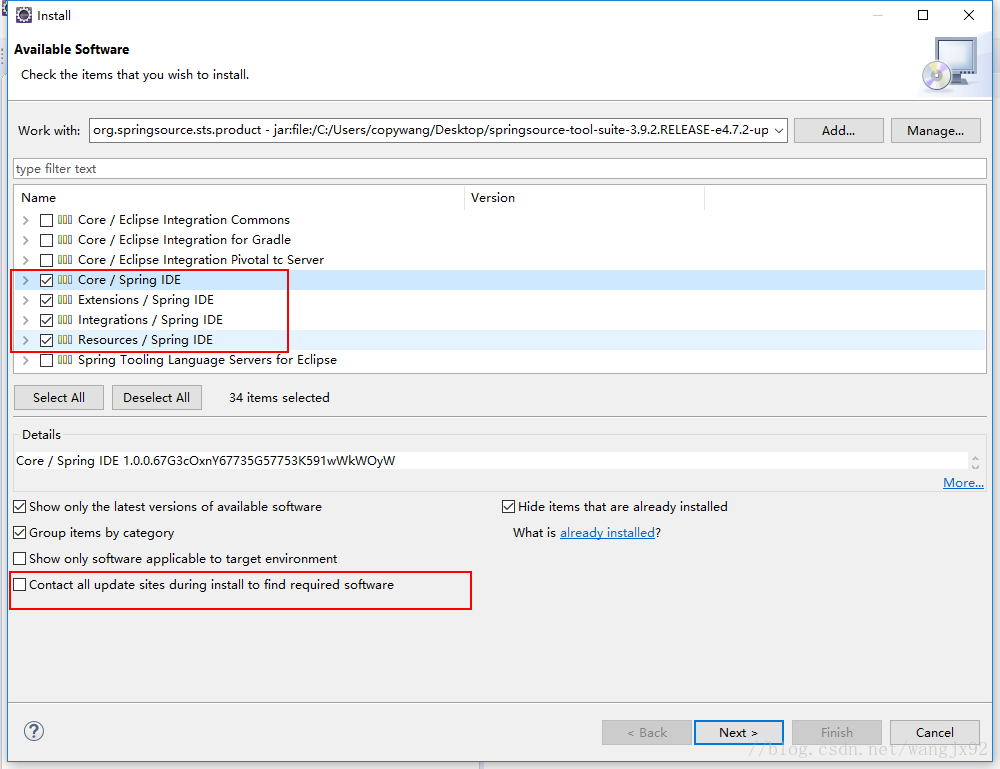 Install
Available Software
Check the items that you wish to install.
Work with: org.springsource.sts.product - jar:file:/C:/Users/copywang/Desktop/springsource-tool-suite-3.9.2.RELEASE-e4.7.2-up Add... Manage...
type filter text
Name Version
Core / Eclipse Integration Commons
Core / Eclipse Integration for Gradle
Core / Eclipse Integration Pivotal tc Server
Core / Spring IDE
Extensions / Spring IDE
Integrations / Spring IDE
Resources / Spring IDE
Spring Tooling Language Servers for Eclipse
Select All Deselect All 34 items selected
Details
Core / Spring IDE 1.0.0.67G3cOxnY67735G57753K591wWkWOyW
More...
Show only the latest versions of available software Hide items that are already installed
Group items by category What is already installed?
Show only software applicable to target environment
Contact all update sites during install to find required software
? < Back Next > Finish Cancel
//blog.csdn.net/wangjx92